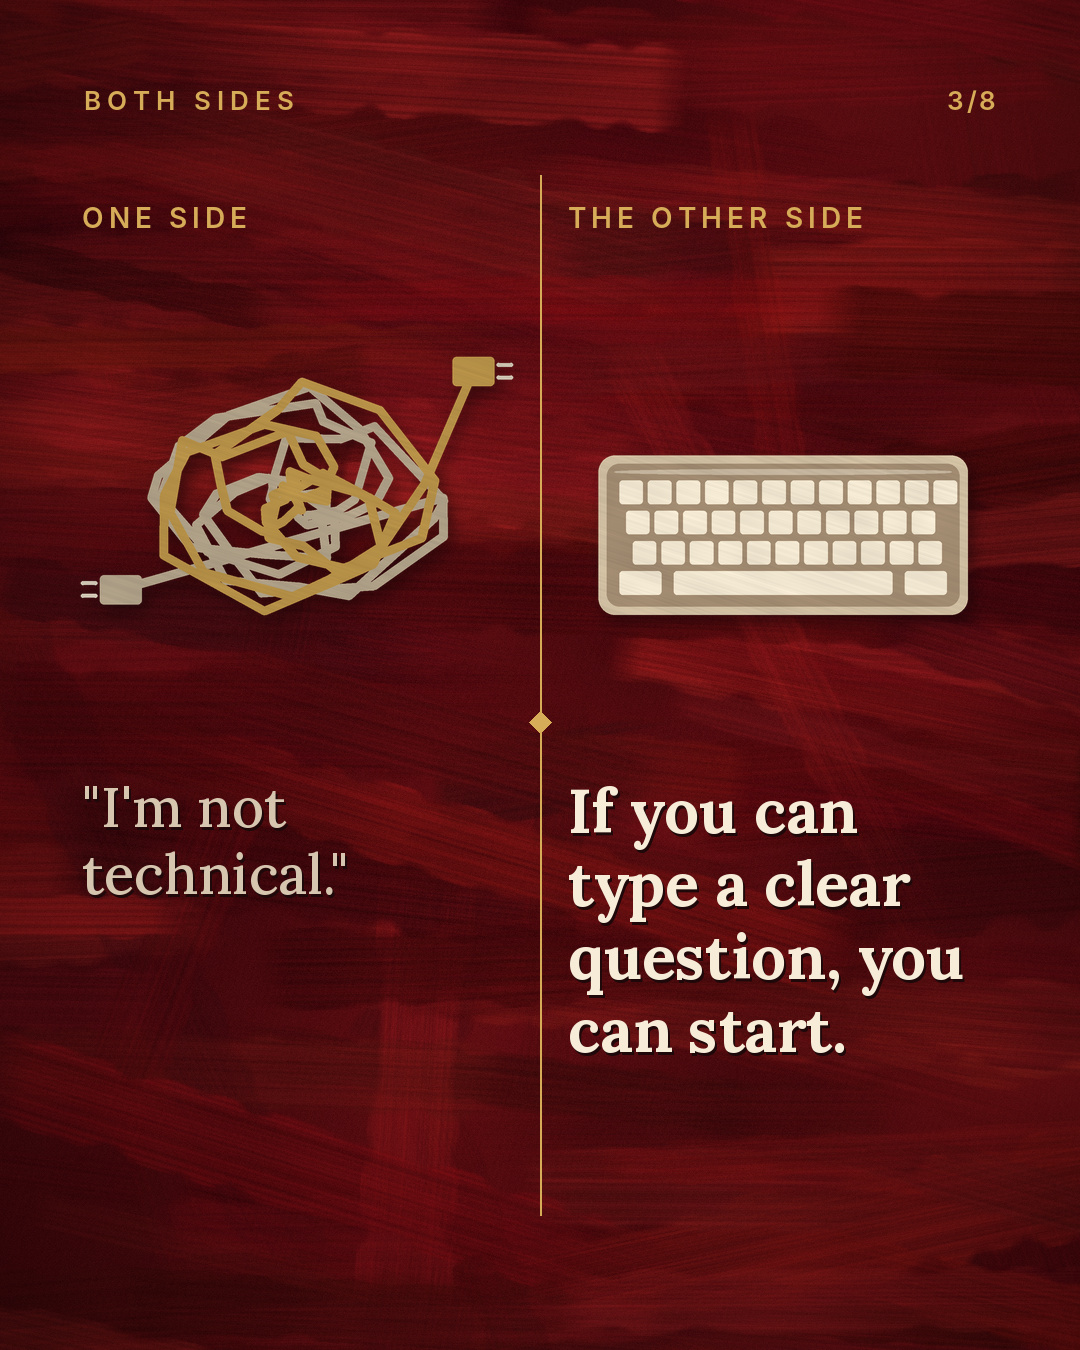 BOTH SIDES
3/8
ONE SIDE
THE OTHER SIDE
"I'm not
technical."
If you can
type a clear
question, you
can start.